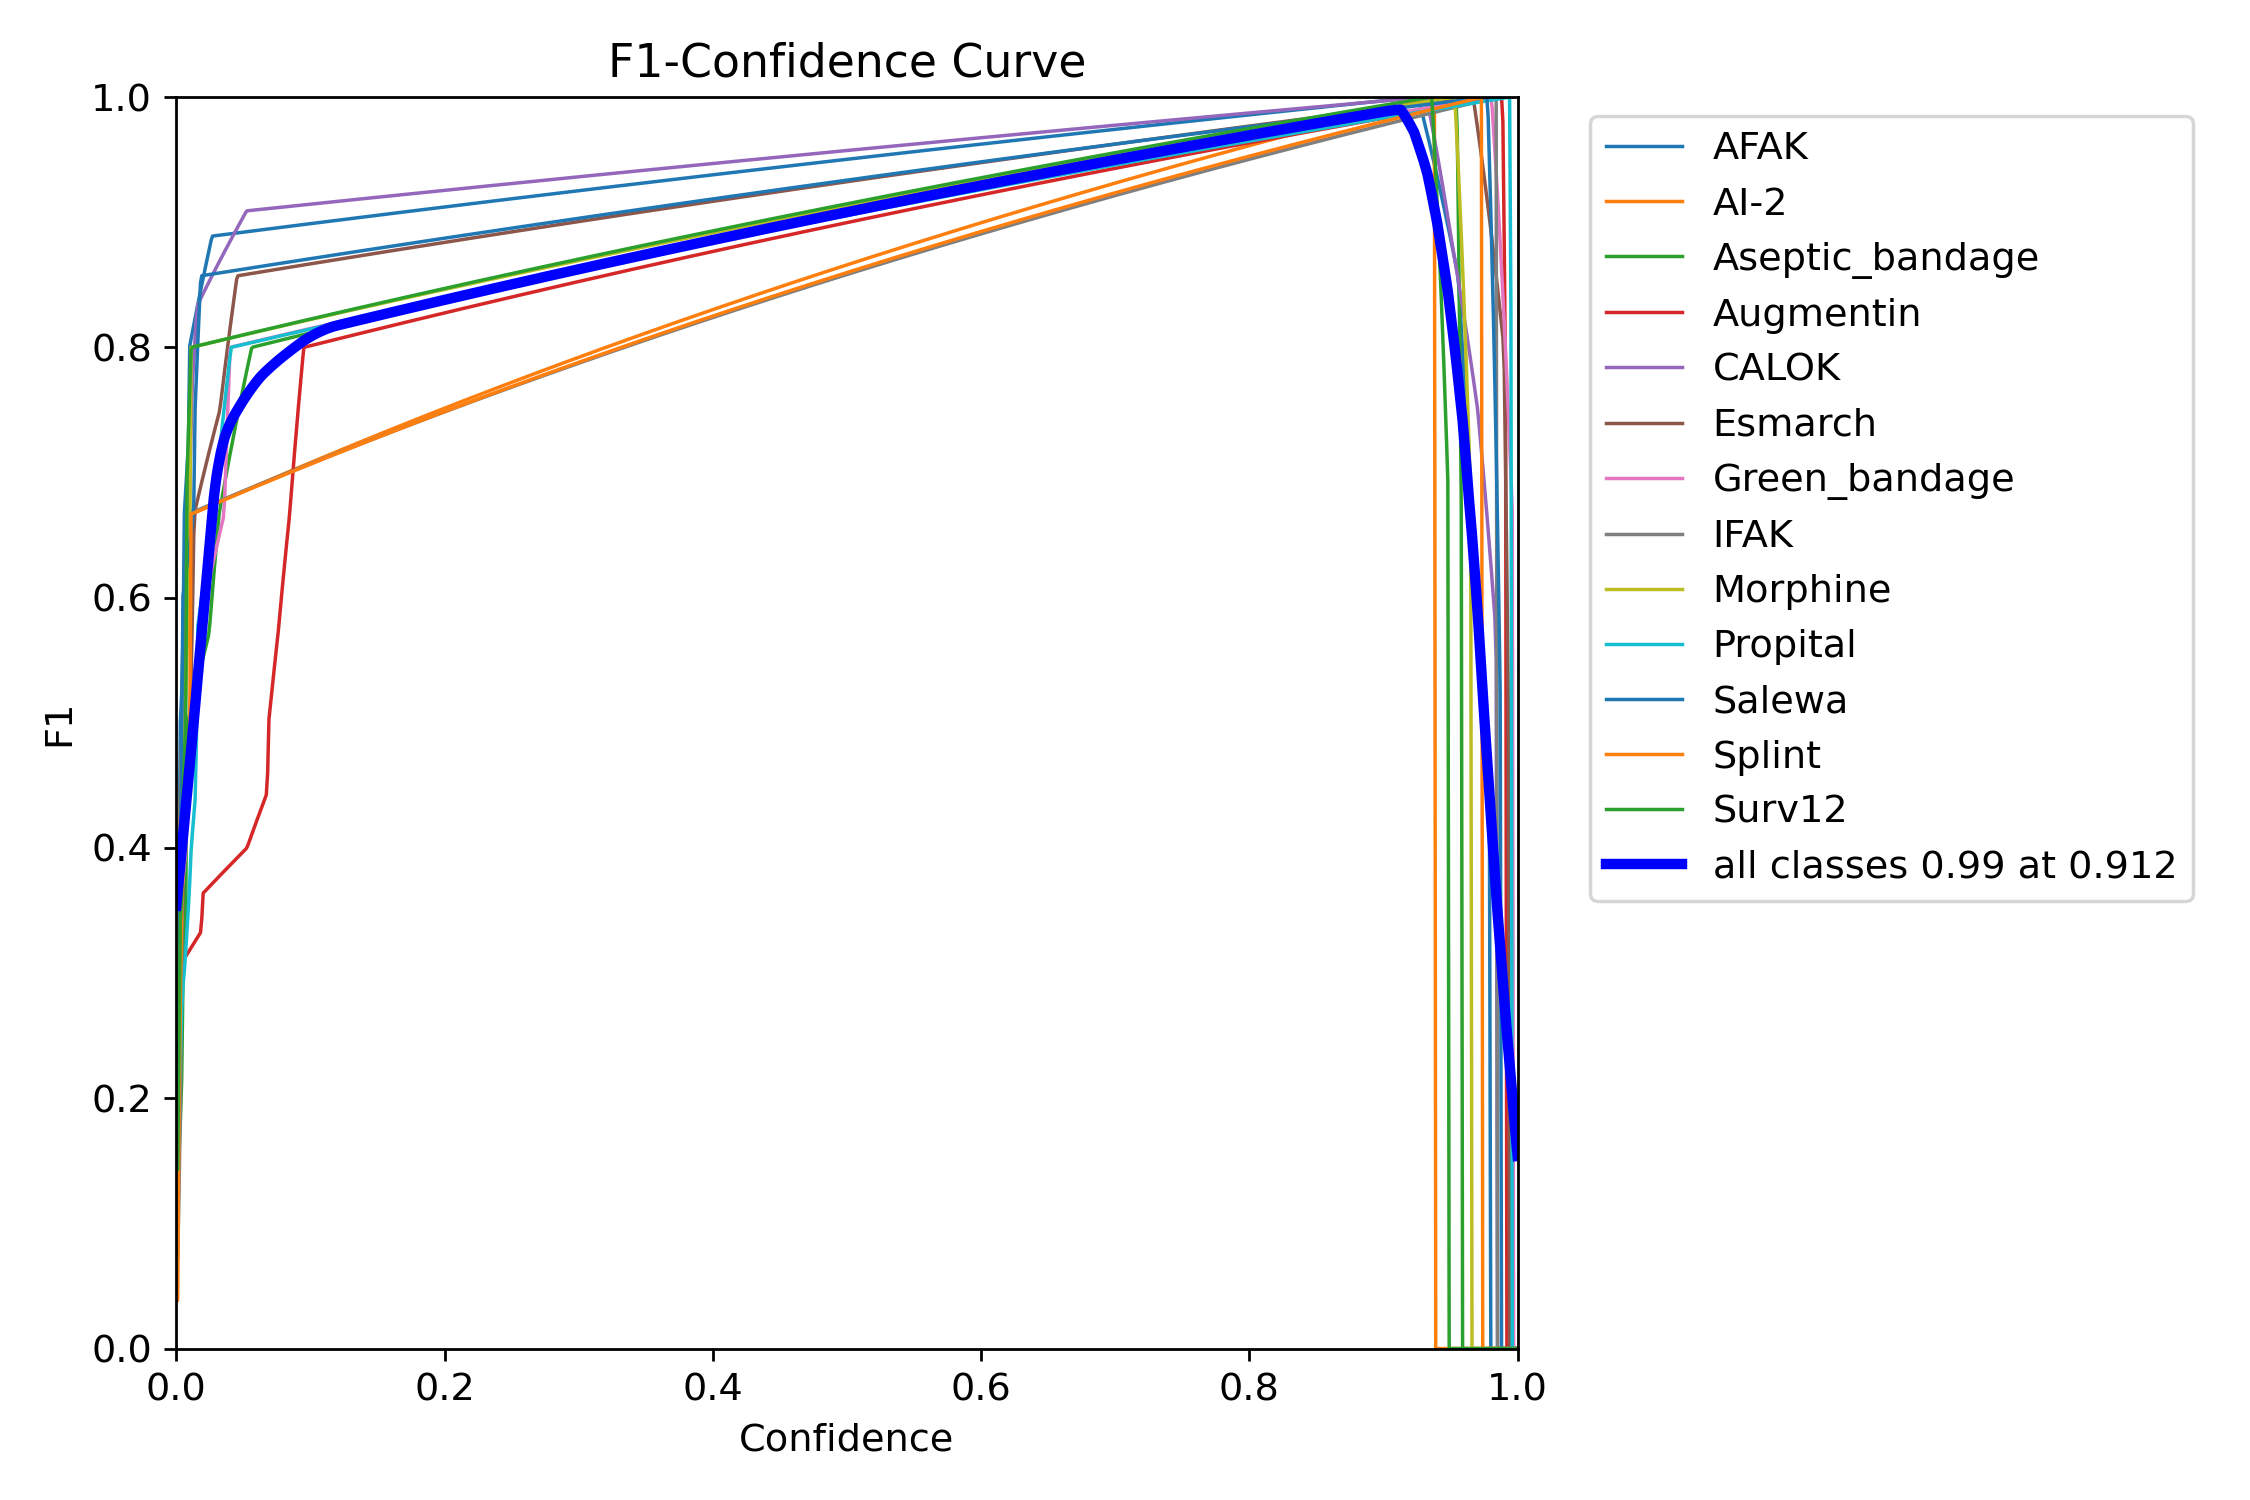 F1-Confidence Curve
1.0
0.8
0.6
0.4
0.2
0.0
F1
0.0 0.2 0.4 0.6 0.8 1.0
Confidence
AFAK
AI-2
Aseptic_bandage
Augmentin
CALOK
Esmarch
Green_bandage
IFAK
Morphine
Propital
Salewa
Splint
Surv12
all classes 0.99 at 0.912